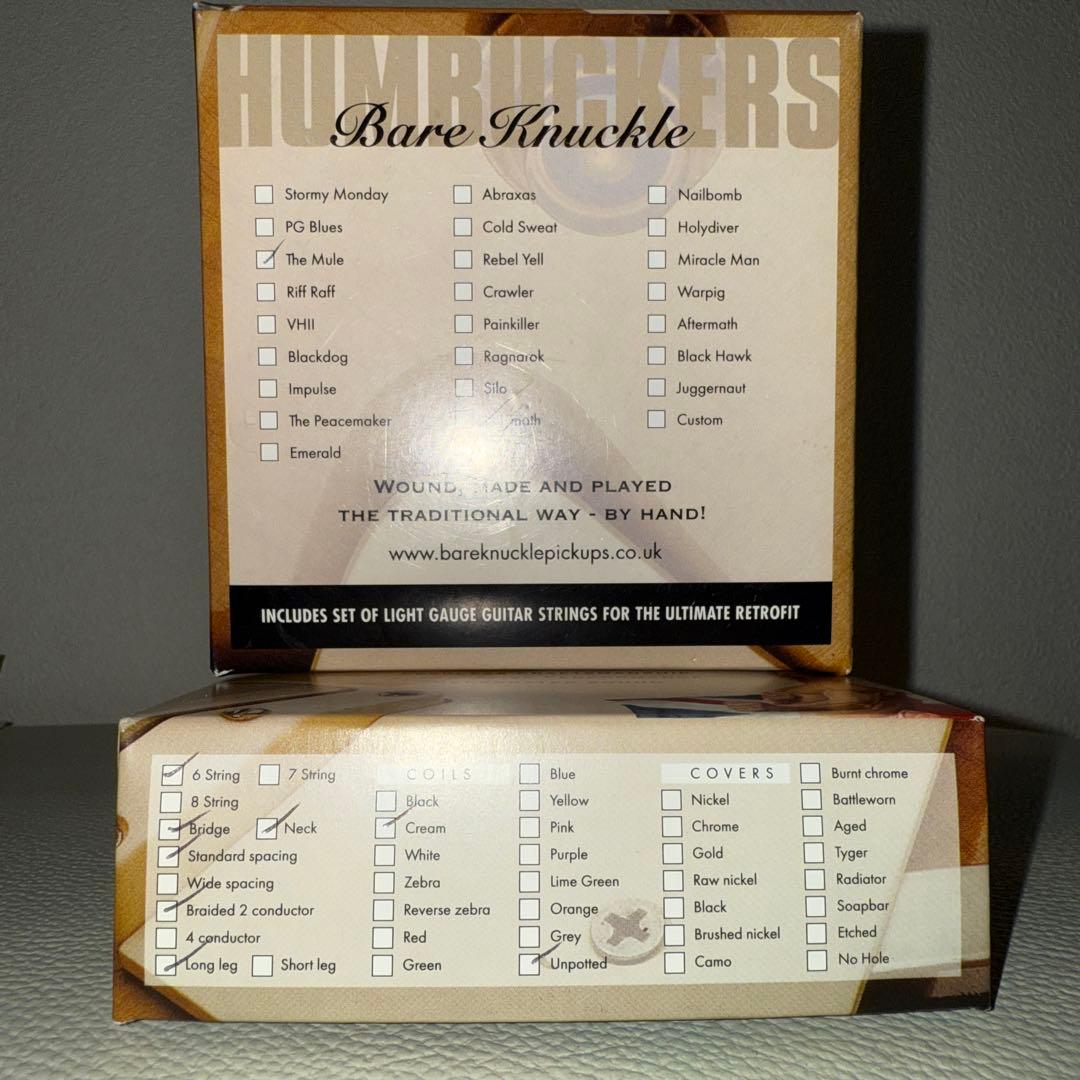 HUMBUCKERS
Bare Knuckle
Stormy Monday Abraxas Nailbomb
PG Blues Cold Sweat Holydiver
The Mule Rebel Yell Miracle Man
Riff Raff Crawler Warpig
VHII Painkiller Aftermath
Blackdog Ragnarok Black Hawk
Impulse Silo Juggernaut
The Peacemaker Custom
Emerald
WOUND, MADE AND PLAYED
THE TRADITIONAL WAY - BY HAND!
www.bareknucklepickups.co.uk
INCLUDES SET OF LIGHT GAUGE GUITAR STRINGS FOR THE ULTIMATE RETROFIT
6 String 7 String COILS Blue COVERS Burnt chrome
8 String Black Yellow Nickel Battleworn
Bridge Neck Cream Pink Chrome Aged
Standard spacing White Purple Gold Tyger
Wide spacing Zebra Lime Green Raw nickel Radiator
Braided 2 conductor Reverse zebra Orange Black Soapbar
4 conductor Red Grey Brushed nickel Etched
Long leg Short leg Green Unpotted Camo No Hole